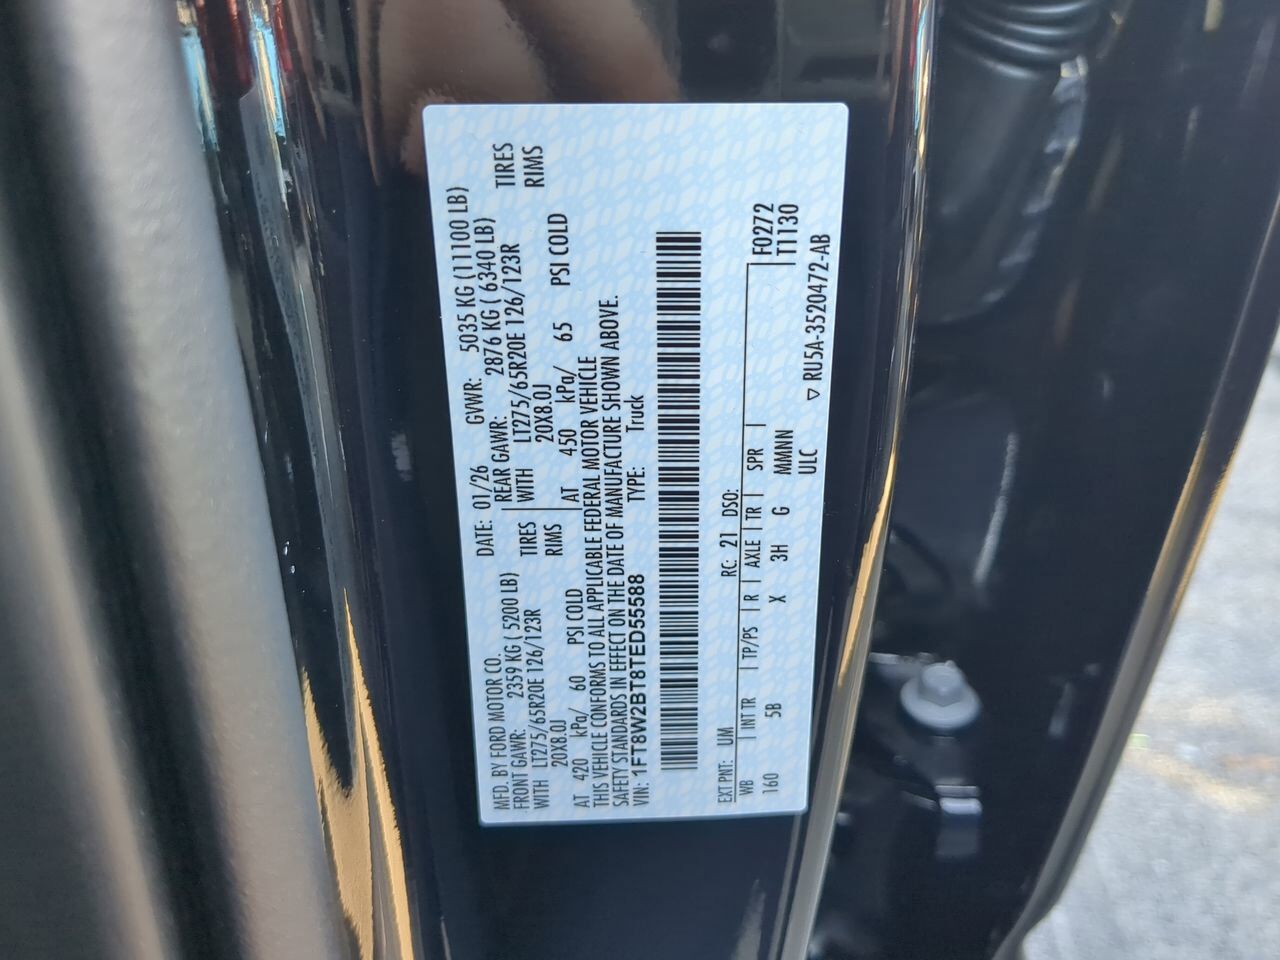 MFD. BY FORD MOTOR CO. DATE: 01/26 GVWR: 5035 KG (11100 LB)
FRONT GAWR: 2359 KG ( 5200 LB) REAR GAWR: 2876 KG ( 6340 LB)
WITH LT275/65R20E 126/123R TIRES WITH LT275/65R20E 126/123R TIRES
20X8.0J RIMS 20X8.0J RIMS
AT 420 kPa/ 60 PSI COLD AT 450 kPa/ 65 PSI COLD
THIS VEHICLE CONFORMS TO ALL APPLICABLE FEDERAL MOTOR VEHICLE
SAFETY STANDARDS IN EFFECT ON THE DATE OF MANUFACTURE SHOWN ABOVE.
VIN: 1FT8W2BT8TED55588 TYPE: Truck
EXT PNT: UM RC: 21 DSO: F0272
WB INT TR TP/PS R AXLE TR SPR T1130
160 5B X 3H G MMNN
ULC
▽ RU5A-3520472-AB